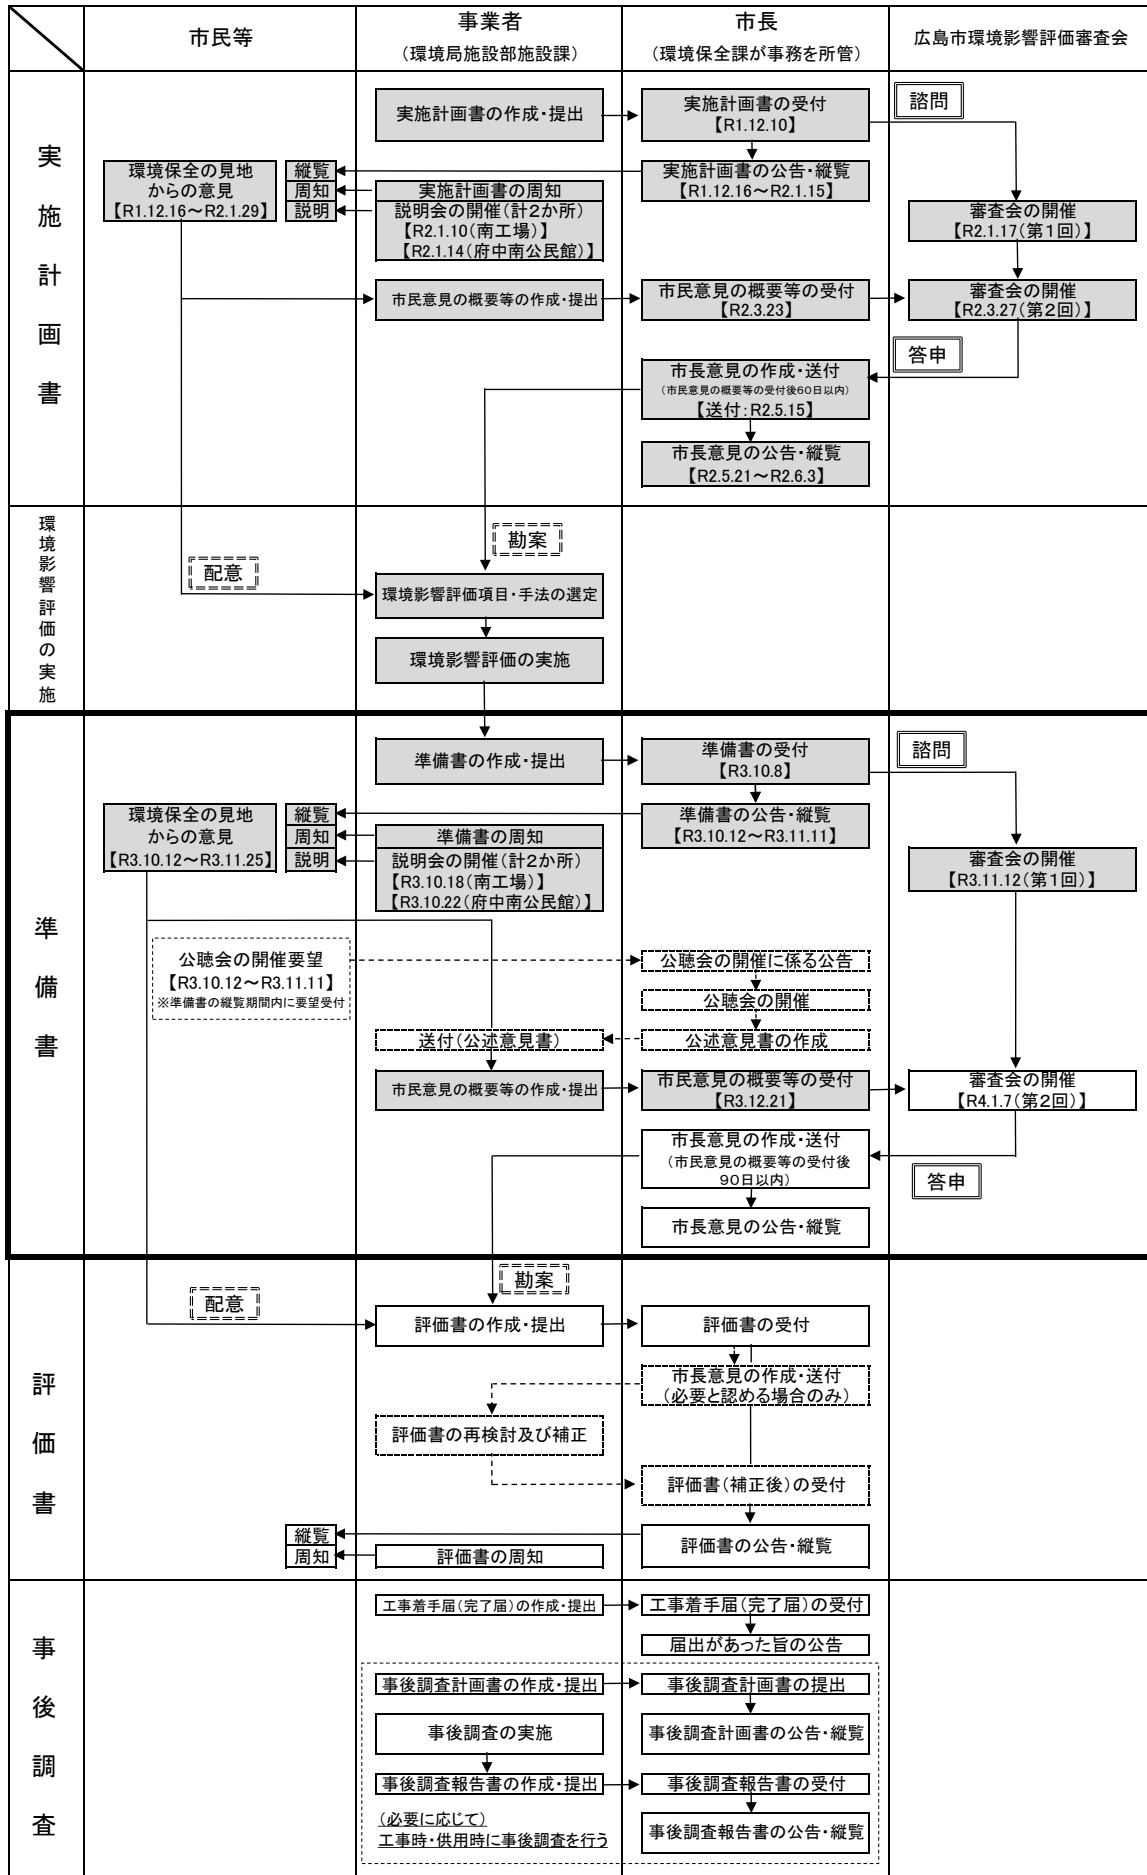 市民等
事業者
(環境局施設部施設課)
市長
(環境保全課が事務を所管)
広島市環境影響評価審査会
実施計画書
実施計画書の作成・提出
実施計画書の受付
【R1.12.10】
諮問
環境保全の見地
からの意見
【R1.12.16~R2.1.29】
縦覧
周知
説明
実施計画書の公告・縦覧
【R1.12.16~R2.1.15】
実施計画書の周知
説明会の開催(計2か所)
【R2.1.10(南工場)】
【R2.1.14(府中南公民館)】
審査会の開催
【R2.1.17(第1回)】
市民意見の概要等の作成・提出
市民意見の概要等の受付
【R2.3.23】
審査会の開催
【R2.3.27(第2回)】
答申
市長意見の作成・送付
(市民意見の概要等の受付後60日以内)
【送付:R2.5.15】
市長意見の公告・縦覧
【R2.5.21~R2.6.3】
環境影響評価の実施
勘案
配意
環境影響評価項目・手法の選定
環境影響評価の実施
準備書
準備書の作成・提出
準備書の受付
【R3.10.8】
諮問
環境保全の見地
からの意見
【R3.10.12~R3.11.25】
縦覧
周知
説明
準備書の公告・縦覧
【R3.10.12~R3.11.11】
準備書の周知
説明会の開催(計2か所)
【R3.10.18(南工場)】
【R3.10.22(府中南公民館)】
審査会の開催
【R3.11.12(第1回)】
公聴会の開催要望
【R3.10.12~R3.11.11】
※準備書の縦覧期間内に要望受付
公聴会の開催に係る公告
公聴会の開催
送付(公述意見書)
公述意見書の作成
市民意見の概要等の作成・提出
市民意見の概要等の受付
【R3.12.21】
審査会の開催
【R4.1.7(第2回)】
市長意見の作成・送付
(市民意見の概要等の受付後
90日以内)
答申
市長意見の公告・縦覧
評価書
勘案
配意
評価書の作成・提出
評価書の受付
市長意見の作成・送付
(必要と認める場合のみ)
評価書の再検討及び補正
評価書(補正後)の受付
縦覧
周知
評価書の周知
評価書の公告・縦覧
事後調査
工事着手届(完了届)の作成・提出
工事着手届(完了届)の受付
届出があった旨の公告
事後調査計画書の作成・提出
事後調査計画書の提出
事後調査の実施
事後調査計画書の公告・縦覧
事後調査報告書の作成・提出
事後調査報告書の受付
(必要に応じて)
工事時・供用時に事後調査を行う
事後調査報告書の公告・縦覧